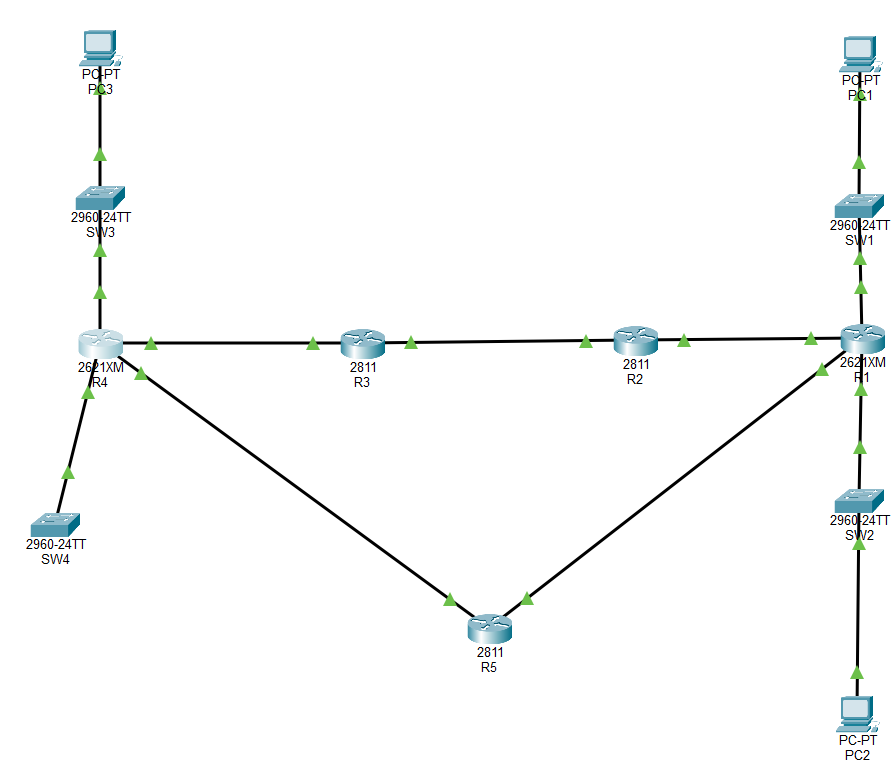 PC-PT
PC3
PC-PT
PC1
2960-24TT
SW3
2960-24TT
SW1
2621XM
R4
2811
R3
2811
R2
2621XM
R1
2960-24TT
SW4
2960-24TT
SW2
2811
R5
PC-PT
PC2